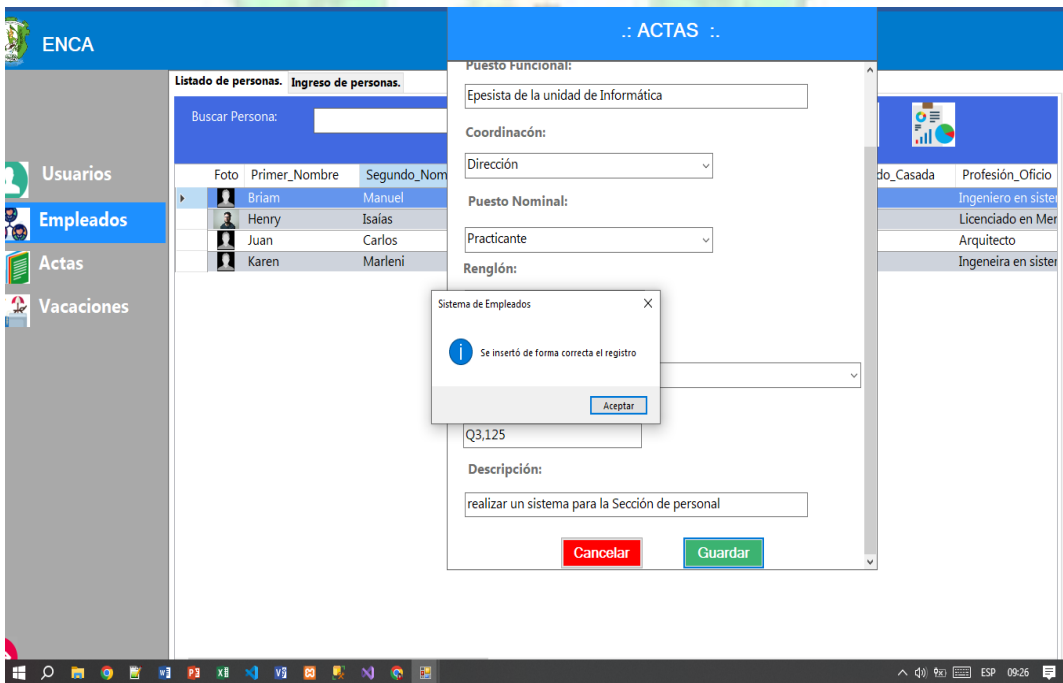 ENCA
.: ACTAS :.
Listado de personas. Ingreso de personas.
Buscar Persona:
Usuarios
Empleados
Actas
Vacaciones
Foto Primer_Nombre Segundo_Nom do_Casada Profesión_Oficio
Briam Manuel Ingeniero en sister
Henry Isaías Licenciado en Mer
Juan Carlos Arquitecto
Karen Marleni Ingeneira en sister
Puesto Funcional:
Epesista de la unidad de Informática
Coordinacón:
Dirección
Puesto Nominal:
Practicante
Renglón:
Sistema de Empleados
Se insertó de forma correcta el registro
Aceptar
Q3,125
Descripción:
realizar un sistema para la Sección de personal
Cancelar Guardar
ESP 09:26